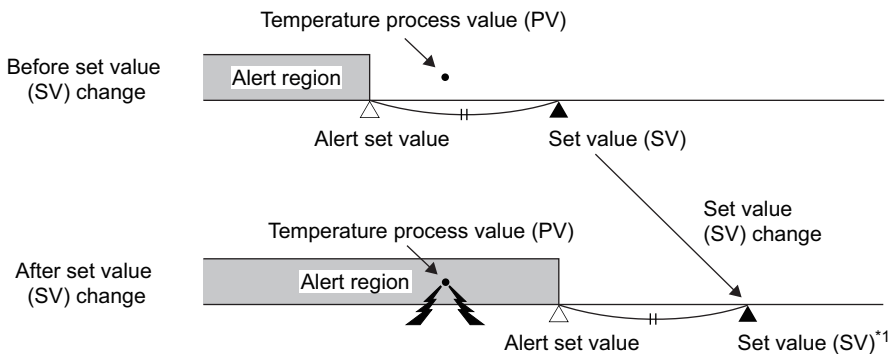 Temperature process value (PV)
Before set value
(SV) change
Alert region
Alert set value
Set value (SV)
Set value
(SV) change
Temperature process value (PV)
After set value
(SV) change
Alert region
Alert set value
Set value (SV)*1